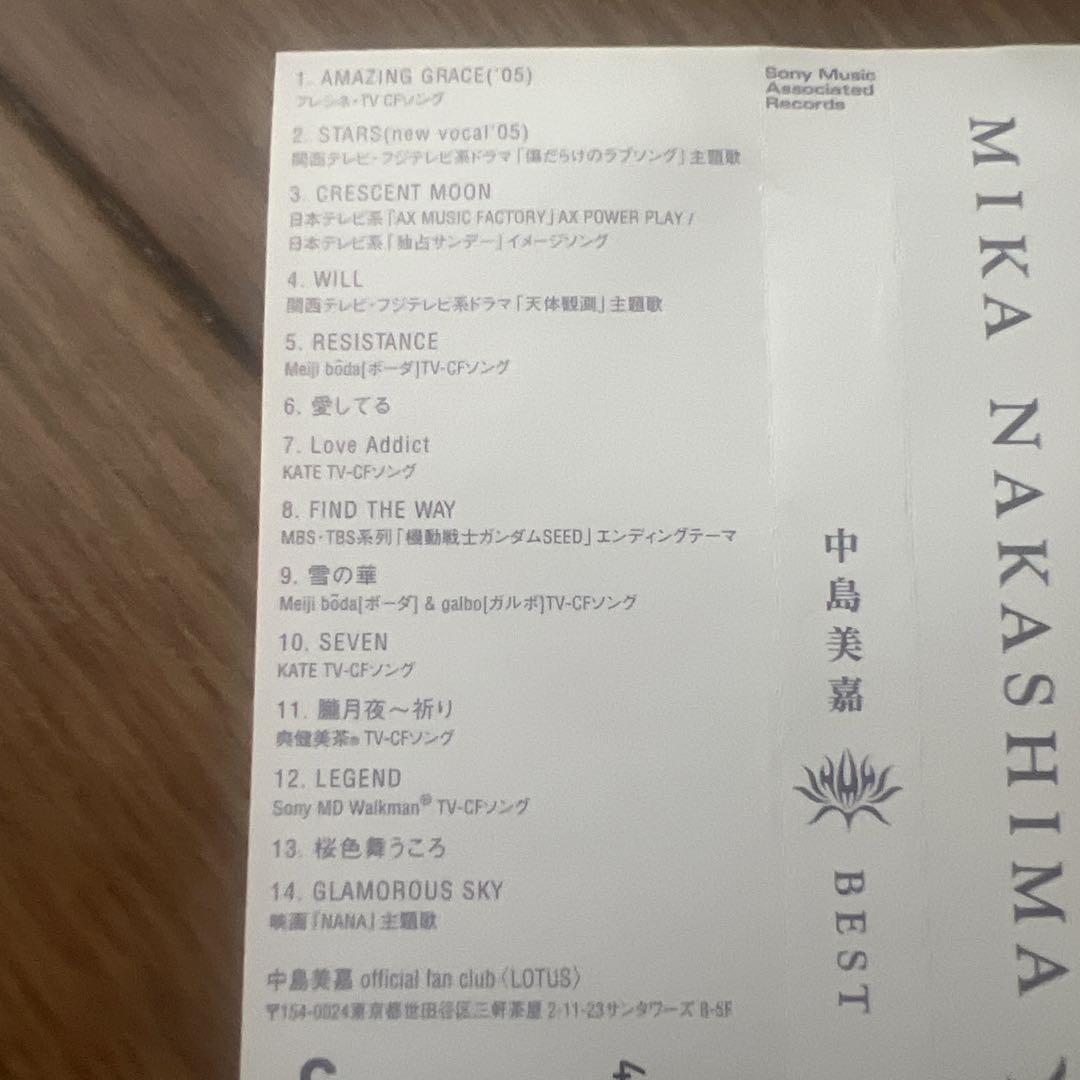 1. AMAZING GRACE('05)
フレシネ・TV CFソング
2. STARS(new vocal'05)
関西テレビ・フジテレビ系ドラマ「傷だらけのラブソング」主題歌
3. CRESCENT MOON
日本テレビ系「AX MUSIC FACTORY」AX POWER PLAY /
日本テレビ系「独占サンデー」イメージソング
4. WILL
関西テレビ・フジテレビ系ドラマ「天体観測」主題歌
5. RESISTANCE
Meiji bōda[ボーダ]TV-CFソング
6. 愛してる
7. Love Addict
KATE TV-CFソング
8. FIND THE WAY
MBS・TBS系列「機動戦士ガンダムSEED」エンディングテーマ
9. 雪の華
Meiji bōda[ボーダ] & galbo[ガルボ]TV-CFソング
10. SEVEN
KATE TV-CFソング
11. 朧月夜〜祈り
爽健美茶® TV-CFソング
12. LEGEND
Sony MD Walkman® TV-CFソング
13. 桜色舞うころ
14. GLAMOROUS SKY
映画「NANA」主題歌
中島美嘉 official fan club〈LOTUS〉
〒154-0024東京都世田谷区三軒茶屋 2-11-23サンタワーズ B-5F
Sony Music
Associated
Records
中島美嘉 BEST
MIKA NAKASHIMA